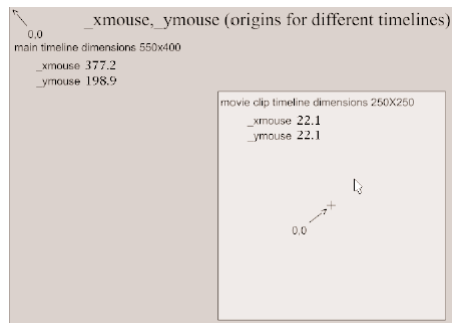 _xmouse,_ymouse (origins for different timelines)
0,0
main timeline dimensions 550x400
_xmouse 377.2
_ymouse 198.9
movie clip timeline dimensions 250X250
_xmouse 22.1
_ymouse 22.1
0.0